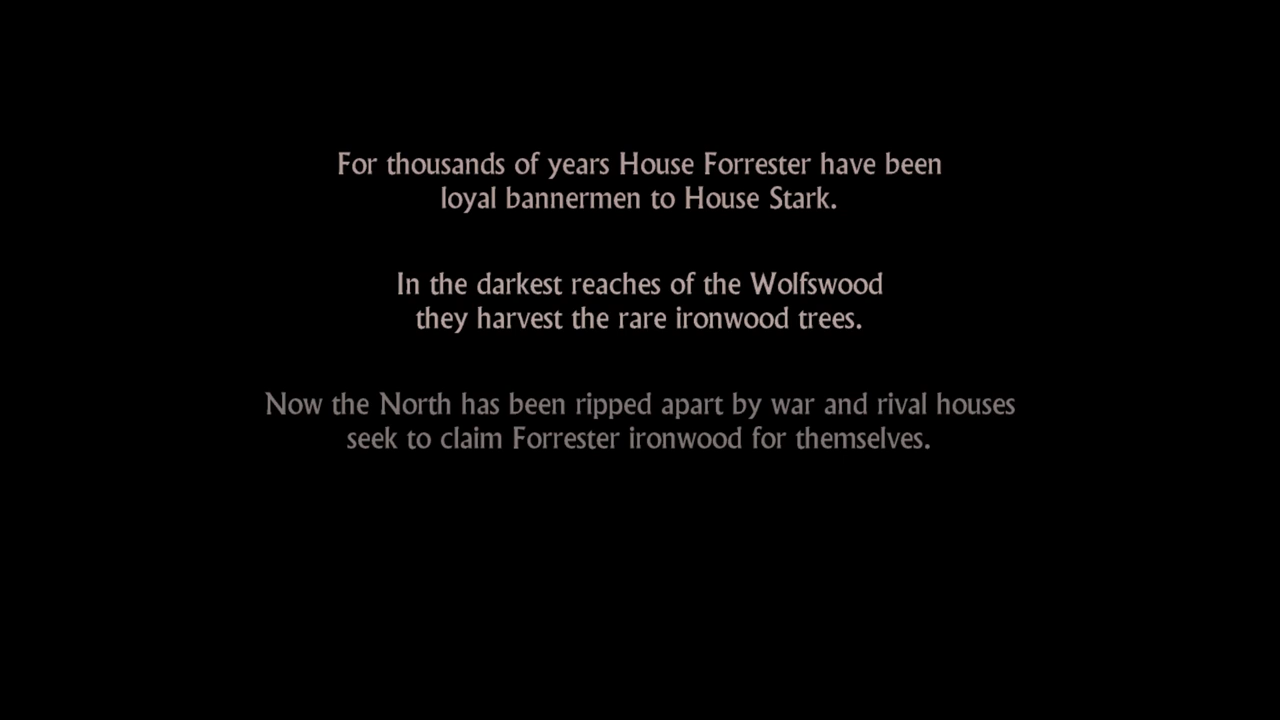 For thousands of years House Forrester have been
loyal bannermen to House Stark.
In the darkest reaches of the Wolfswood
they harvest the rare ironwood trees.
Now the North has been ripped apart by war and rival houses
seek to claim Forrester ironwood for themselves.